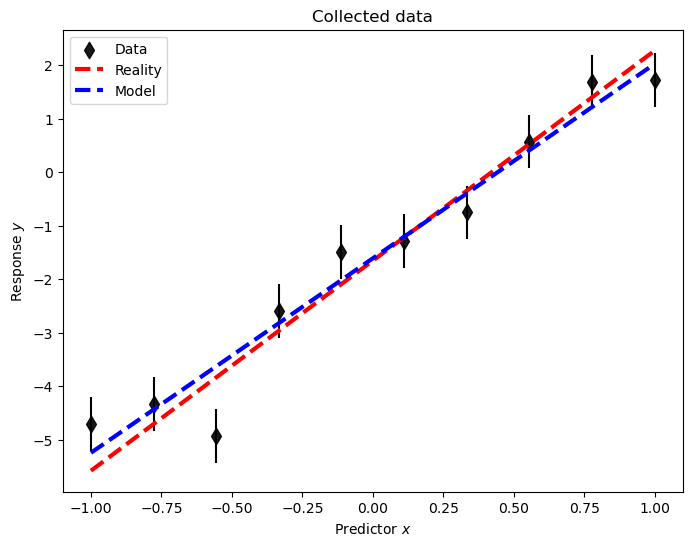 Collected data
Data
Reality
Model
2
1
0
−1
−2
−3
−4
−5
Response y
−1.00 −0.75 −0.50 −0.25 0.00 0.25 0.50 0.75 1.00
Predictor x